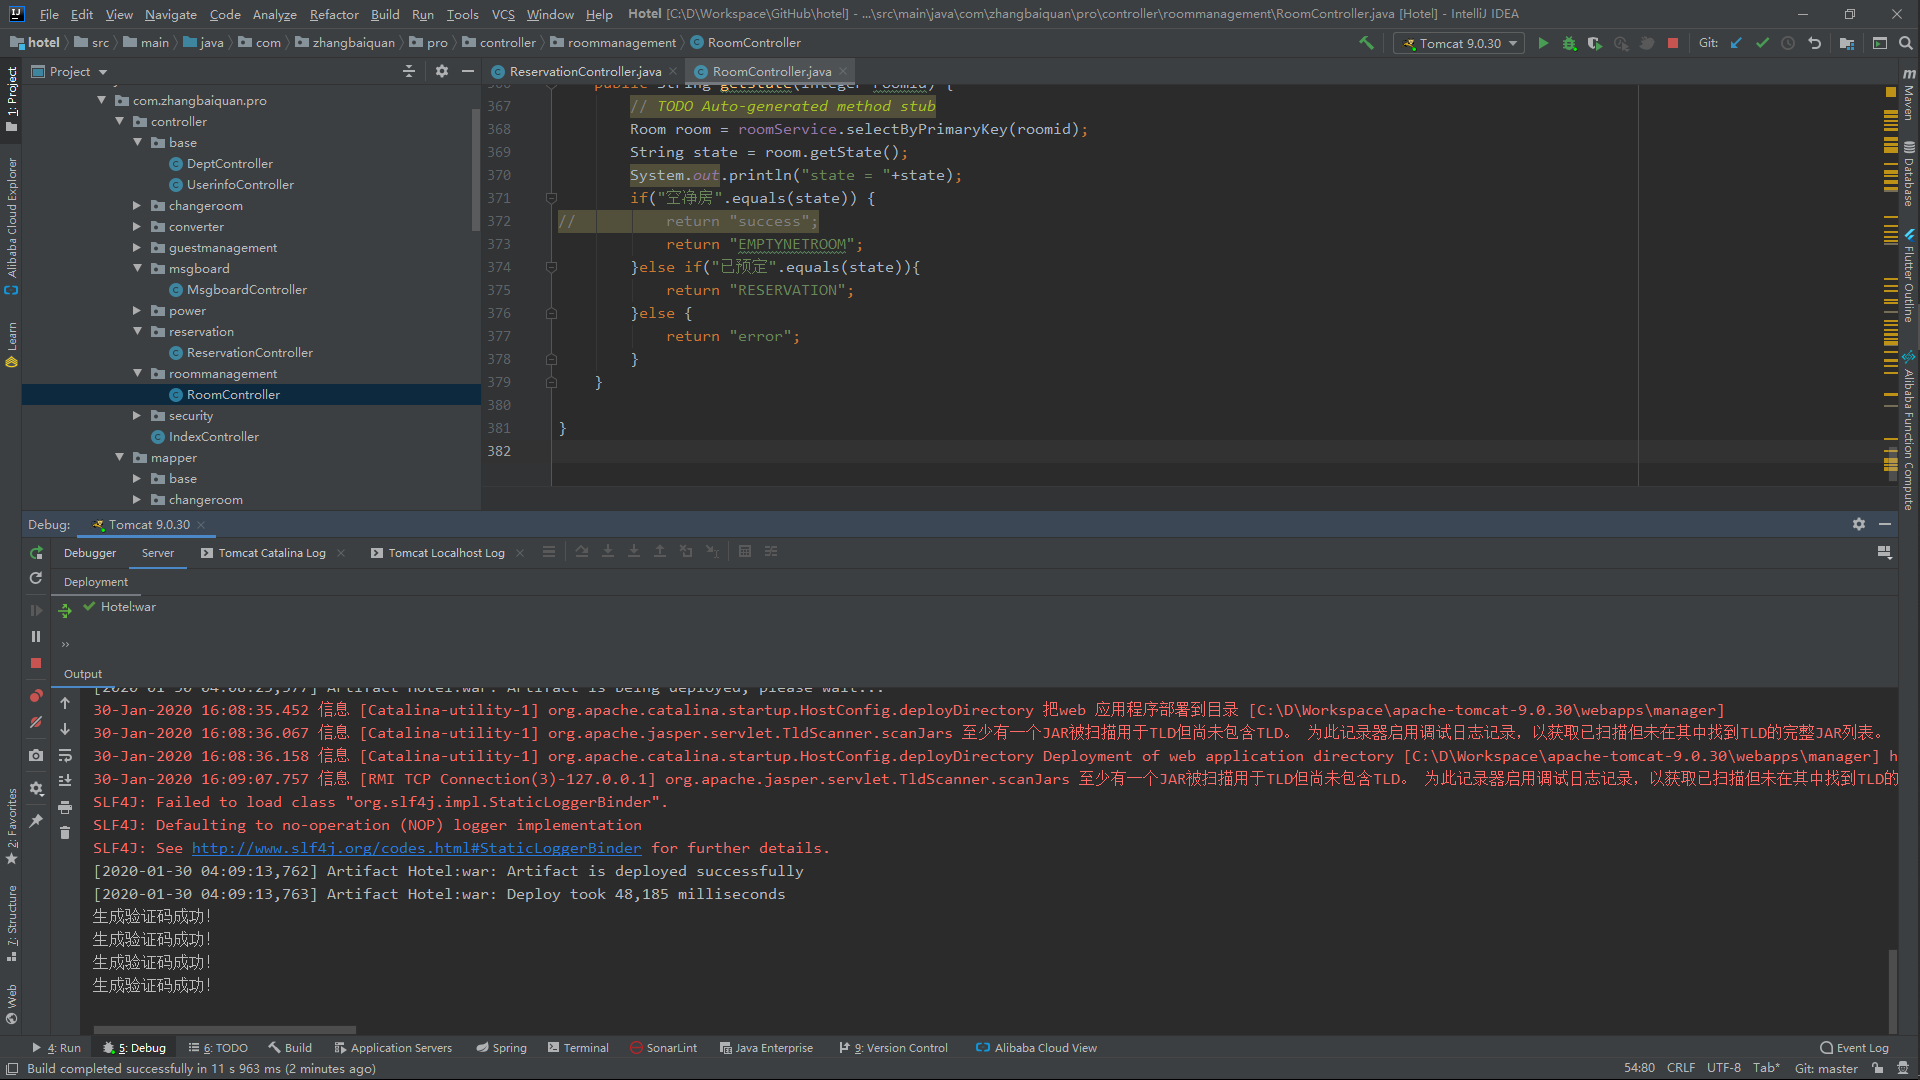 File Edit View Navigate Code Analyze Refactor Build Run Tools VCS Window Help Hotel [C:\D\Workspace\GitHub\hotel] - ...\src\main\java\com\zhangbaiquan\pro\controller\roommanagement\RoomController.java [Hotel] - IntelliJ IDEA
hotel src main java com zhangbaiquan pro controller roommanagement RoomController Tomcat 9.0.30 Git:
Project
ReservationController.java RoomController.java
com.zhangbaiquan.pro
controller
base
DeptController
UserinfoController
changeroom
converter
guestmanagement
msgboard
MsgboardController
power
reservation
ReservationController
roommanagement
RoomController
security
IndexController
mapper
base
changeroom
366 public String getState(Integer roomid) {
367 // TODO Auto-generated method stub
368 Room room = roomService.selectByPrimaryKey(roomid);
369 String state = room.getState();
370 System.out.println("state = "+state);
371 if("空净房".equals(state)) {
372 // return "success";
373 return "EMPTYNETROOM";
374 }else if("已预定".equals(state)){
375 return "RESERVATION";
376 }else {
377 return "error";
378 }
379 }
380
381 }
382
1: Project
Alibaba Cloud Explorer
Learn
2: Favorites
7: Structure
Web
Maven
Database
Flutter Outline
Alibaba Function Compute
Debug: Tomcat 9.0.30
Debugger Server Tomcat Catalina Log Tomcat Localhost Log
Deployment
Hotel:war
Output
[2020-01-30 04:08:25,577] Artifact Hotel:war: Artifact is being deployed, please wait...
30-Jan-2020 16:08:35.452 信息 [Catalina-utility-1] org.apache.catalina.startup.HostConfig.deployDirectory 把web 应用程序部署到目录 [C:\D\Workspace\apache-tomcat-9.0.30\webapps\manager]
30-Jan-2020 16:08:36.067 信息 [Catalina-utility-1] org.apache.jasper.servlet.TldScanner.scanJars 至少有一个JAR被扫描用于TLD但尚未包含TLD。 为此记录器启用调试日志记录，以获取已扫描但未在其中找到TLD的完整JAR列表。
30-Jan-2020 16:08:36.158 信息 [Catalina-utility-1] org.apache.catalina.startup.HostConfig.deployDirectory Deployment of web application directory [C:\D\Workspace\apache-tomcat-9.0.30\webapps\manager] h
30-Jan-2020 16:09:07.757 信息 [RMI TCP Connection(3)-127.0.0.1] org.apache.jasper.servlet.TldScanner.scanJars 至少有一个JAR被扫描用于TLD但尚未包含TLD。 为此记录器启用调试日志记录，以获取已扫描但未在其中找到TLD的
SLF4J: Failed to load class "org.slf4j.impl.StaticLoggerBinder".
SLF4J: Defaulting to no-operation (NOP) logger implementation
SLF4J: See http://www.slf4j.org/codes.html#StaticLoggerBinder for further details.
[2020-01-30 04:09:13,762] Artifact Hotel:war: Artifact is deployed successfully
[2020-01-30 04:09:13,763] Artifact Hotel:war: Deploy took 48,185 milliseconds
生成验证码成功！
生成验证码成功！
生成验证码成功！
生成验证码成功！
4: Run 5: Debug 6: TODO Build Application Servers Spring Terminal SonarLint Java Enterprise 9: Version Control Alibaba Cloud View Event Log
Build completed successfully in 11 s 963 ms (2 minutes ago) 54:80 CRLF UTF-8 Tab* Git: master